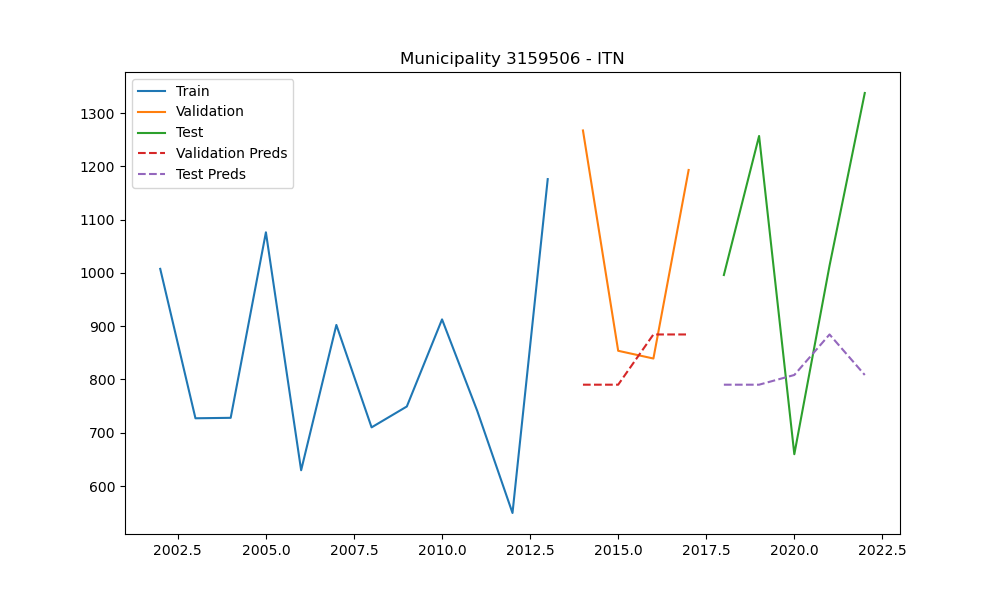 Municipality 3159506 - ITN
Train
Validation
Test
Validation Preds
Test Preds
1300
1200
1100
1000
900
800
700
600
2002.5 2005.0 2007.5 2010.0 2012.5 2015.0 2017.5 2020.0 2022.5